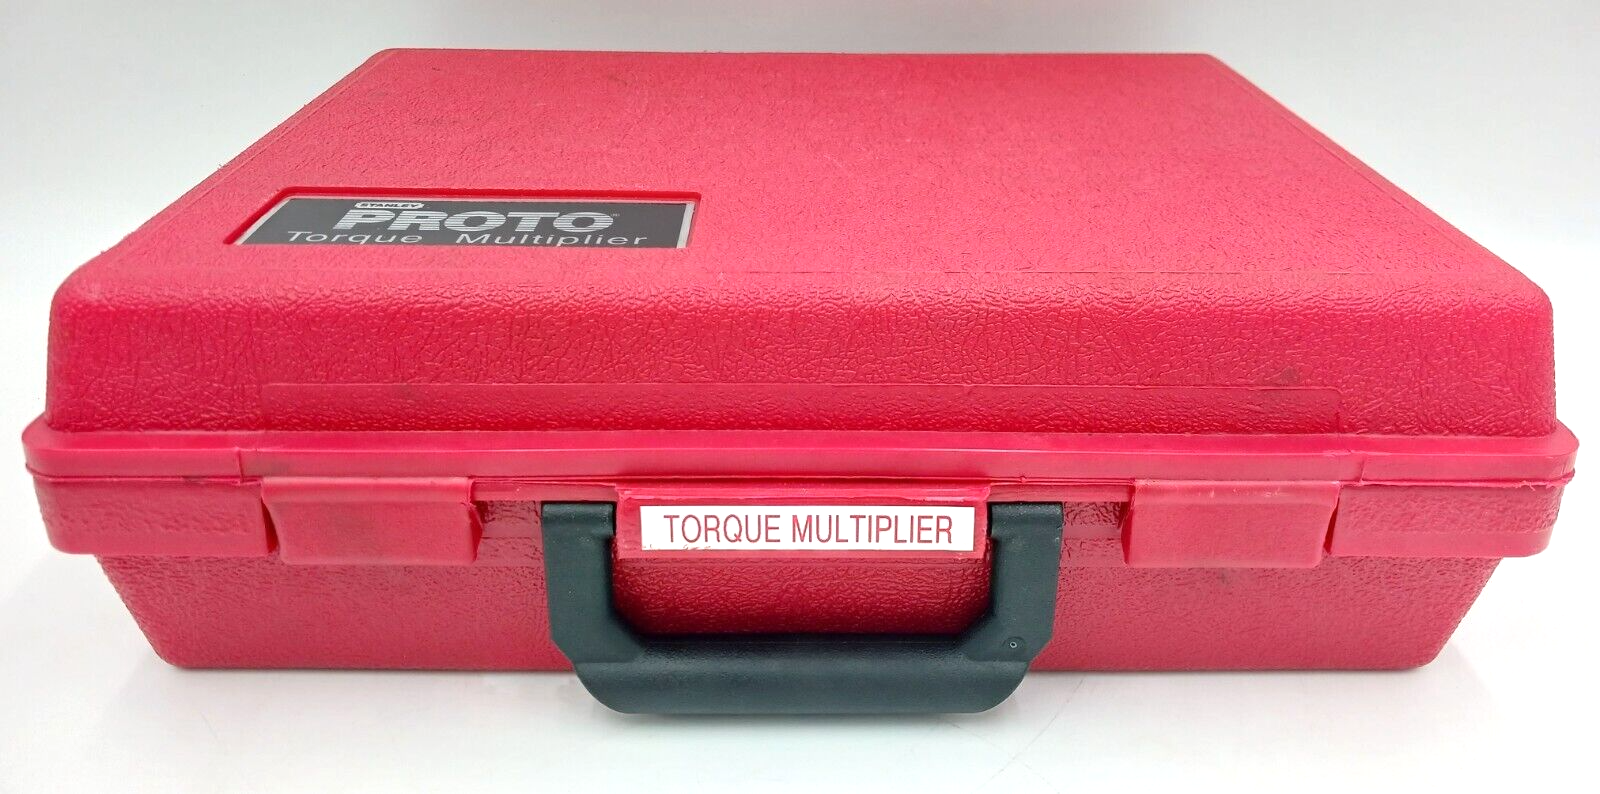 STANLEY
PROTO®
Torque Multiplier
TORQUE MULTIPLIER